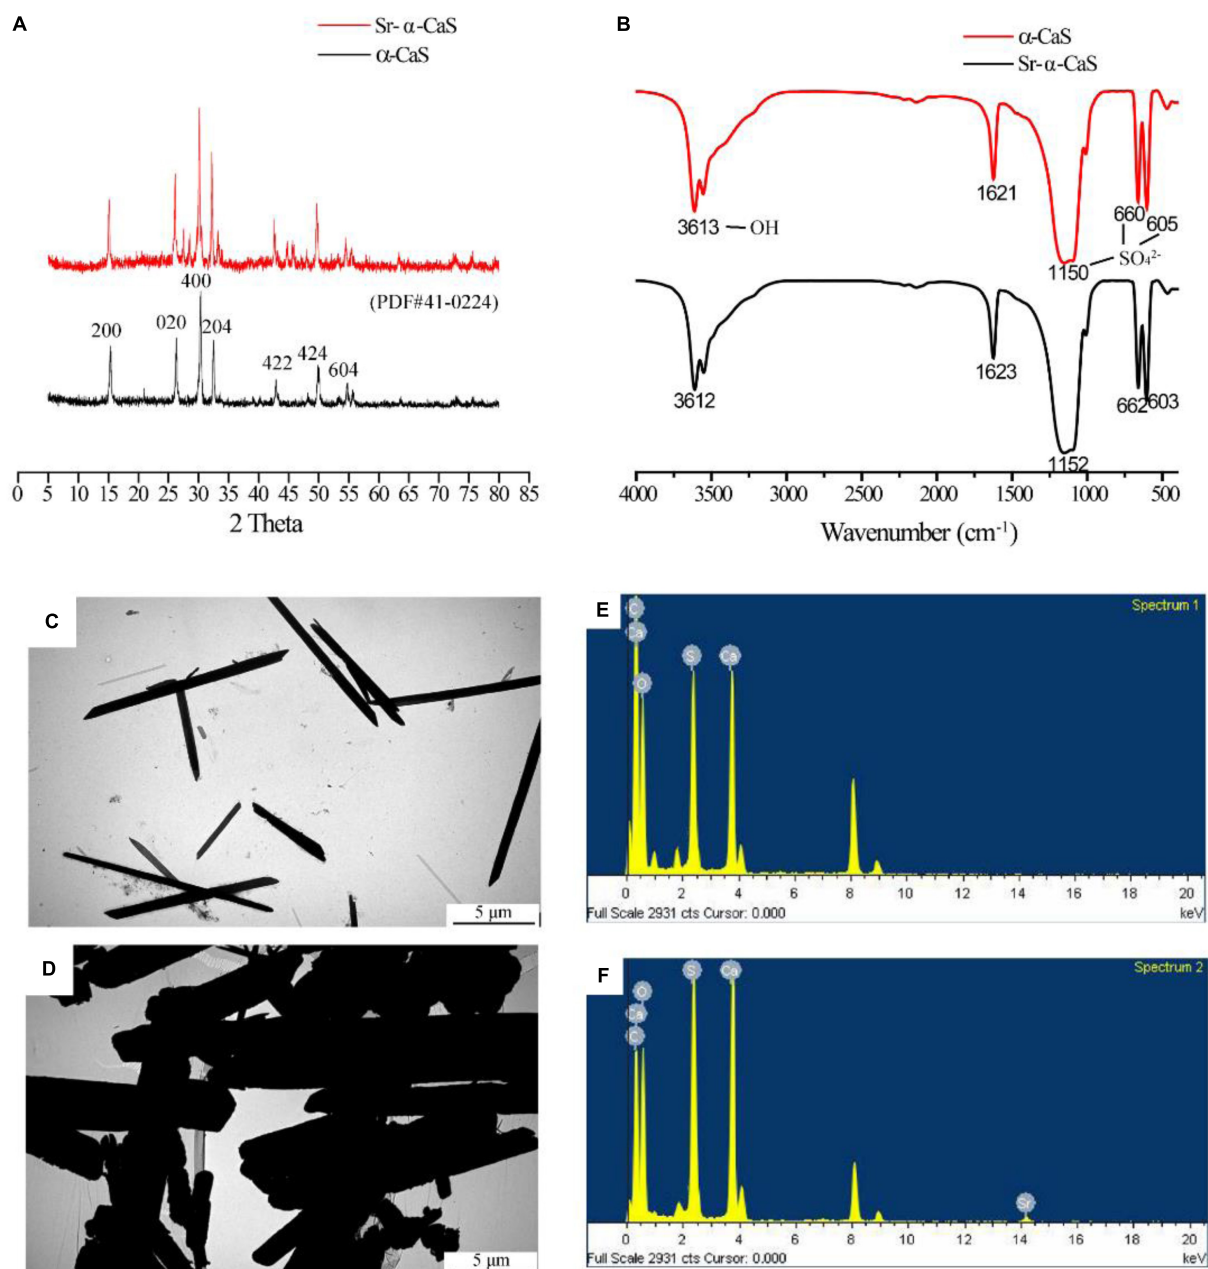 A
Sr-α-CaS
α-CaS
400
(PDF#41-0224)
200
020
204
422
424
604
0 5 10 15 20 25 30 35 40 45 50 55 60 65 70 75 80 85
2 Theta
B
α-CaS
Sr-α-CaS
3613 OH
1621
660
605
1150
SO₄²⁻
3612
1623
662
603
1152
4000 3500 3000 2500 2000 1500 1000 500
Wavenumber (cm⁻¹)
C
5 μm
D
5 μm
E
Spectrum 1
C
Ca
O
S
Ca
0 2 4 6 8 10 12 14 16 18 20
Full Scale 2931 cts Cursor: 0.000
keV
F
Spectrum 2
O
Ca
C
S
Ca
Sr
0 2 4 6 8 10 12 14 16 18 20
Full Scale 2931 cts Cursor: 0.000
keV